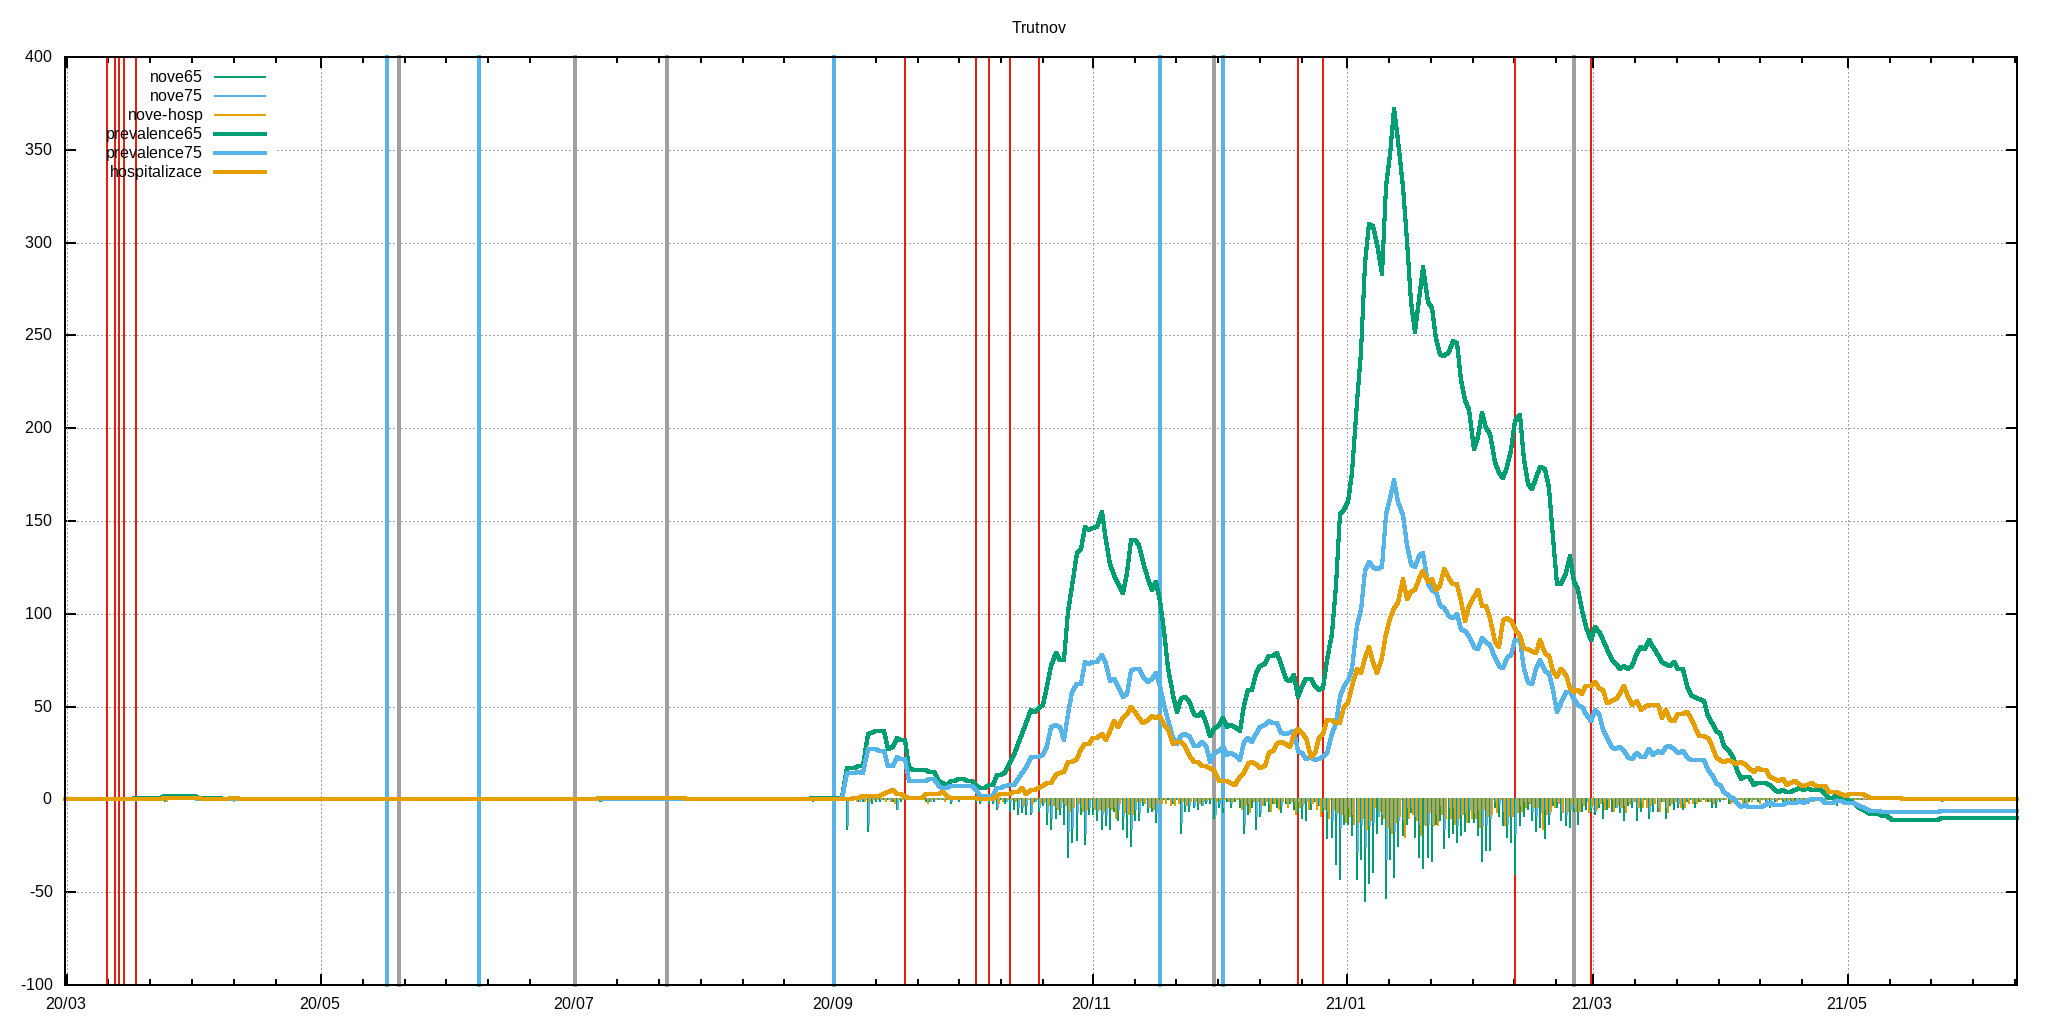 Trutnov
400
350
300
250
200
150
100
50
0
-50
-100
nove65
nove75
nove-hosp
prevalence65
prevalence75
hospitalizace
20/03 20/05 20/07 20/09 20/11 21/01 21/03 21/05